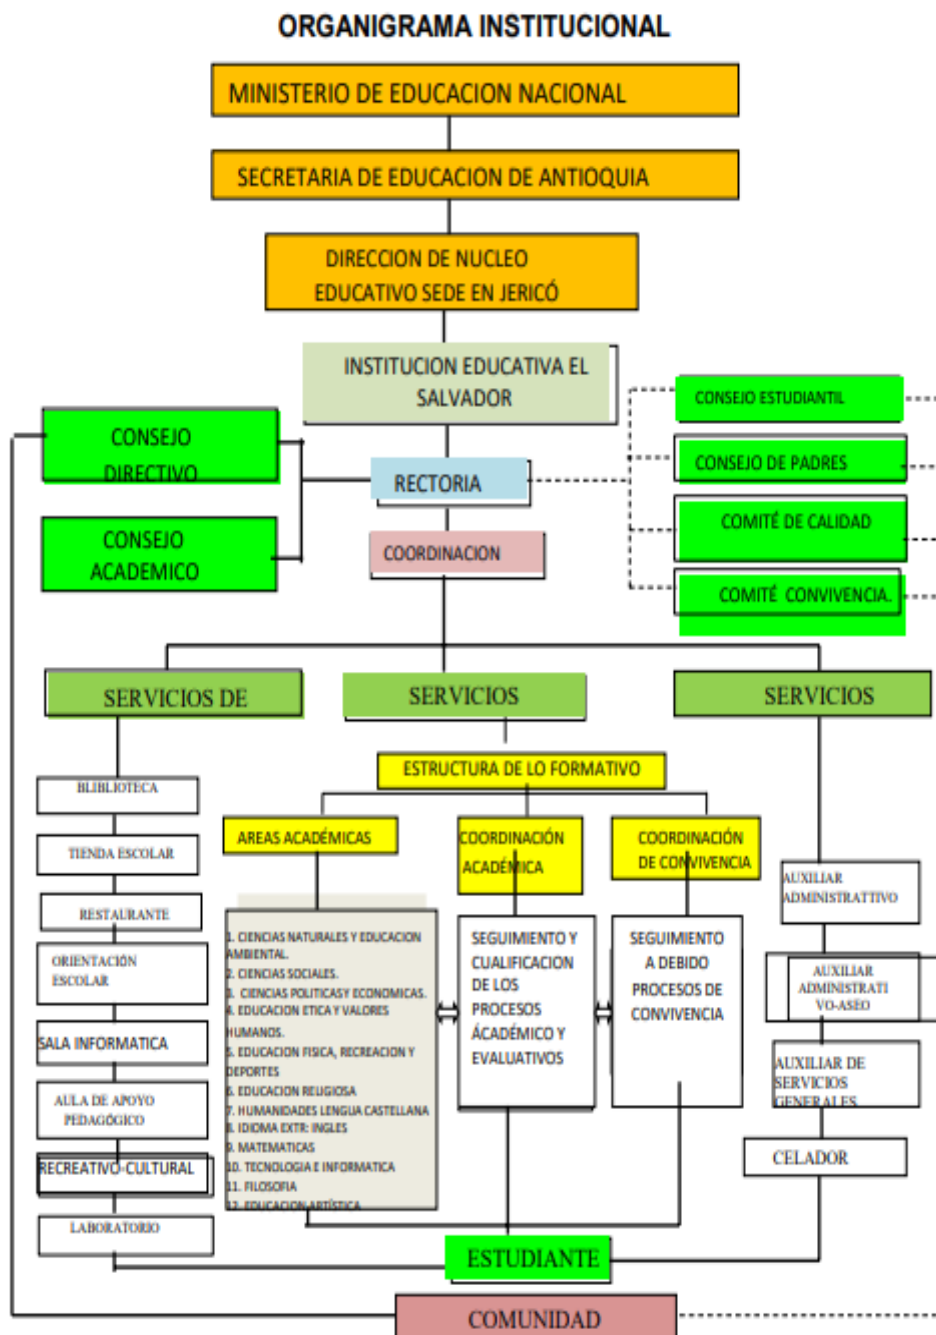 ORGANIGRAMA INSTITUCIONAL
MINISTERIO DE EDUCACION NACIONAL
SECRETARIA DE EDUCACION DE ANTIOQUIA
DIRECCION DE NUCLEO
EDUCATIVO SEDE EN JERICÓ
INSTITUCION EDUCATIVA EL
SALVADOR
CONSEJO
DIRECTIVO
CONSEJO
ACADEMICO
RECTORIA
COORDINACION
CONSEJO ESTUDIANTIL
CONSEJO DE PADRES
COMITÉ DE CALIDAD
COMITÉ CONVIVENCIA.
SERVICIOS DE
SERVICIOS
SERVICIOS
BLIBLIOTECA
TIENDA ESCOLAR
RESTAURANTE
ORIENTACIÓN
ESCOLAR
SALA INFORMATICA
AULA DE APOYO
PEDAGÓGICO
RECREATIVO-CULTURAL
LABORATORIO
ESTRUCTURA DE LO FORMATIVO
AREAS ACADÉMICAS
COORDINACIÓN
ACADÉMICA
COORDINACIÓN
DE CONVIVENCIA
1. CIENCIAS NATURALES Y EDUCACION
AMBIENTAL.
2. CIENCIAS SOCIALES.
3. CIENCIAS POLITICAS Y ECONOMICAS.
4. EDUCACION ETICA Y VALORES
HUMANOS.
5. EDUCACION FISICA, RECREACION Y
DEPORTES
6. EDUCACION RELIGIOSA
7. HUMANIDADES LENGUA CASTELLANA
8. IDIOMA EXTR: INGLES
9. MATEMATICAS
10. TECNOLOGIA E INFORMATICA
11. FILOSOFIA
12. EDUCACION ARTÍSTICA
SEGUIMIENTO Y
CUALIFICACION
DE LOS
PROCESOS
ÁCADÉMICO Y
EVALUATIVOS
SEGUIMIENTO
A DEBIDO
PROCESOS DE
CONVIVENCIA
AUXILIAR
ADMINISTRATTIVO
AUXILIAR
ADMINISTRATI
VO-ASEO
AUXILIAR DE
SERVICIOS
GENERALES
CELADOR
ESTUDIANTE
COMUNIDAD